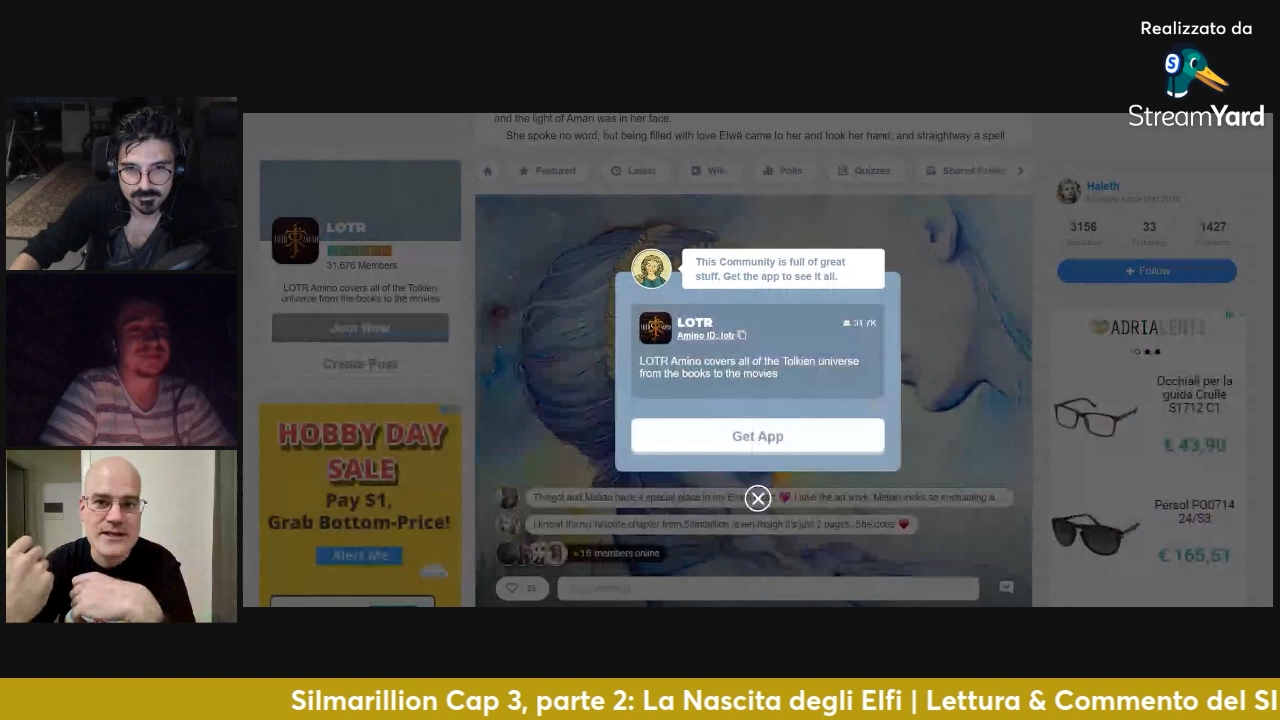 Realizzato da
StreamYard
and the light of Aman was in her face.
She spoke no word; but being filled with love Elwë came to her and took her hand, and straightway a spell
Featured
Latest
Wiki
Polls
Quizzes
LOTR
31,676 Members
LOTR Amino covers all of the Tolkien
universe from the books to the movies
Join Now
Create Post
HOBBY DAY
SALE
Pay $1,
Grab Bottom-Price!
Alert Me
This Community is full of great
stuff. Get the app to see it all.
LOTR
31.7K
Amino ID: lotr
LOTR Amino covers all of the Tolkien universe
from the books to the movies
Get App
Thingol and Melian have a special place in my
I love the art work. Melian looks so enchanting a...
I know! It's my favorite chapter from Silmarillion, even though it's just 2 pages. She does
16 members online
26
Haleth
3156
33
1427
+ Follow
ADRIALENTI
Occhiali per la
guida Crulle
S1712 C1
€ 43,90
Persol PO0714
24/S3
€ 165,51
Silmarillion Cap 3, parte 2: La Nascita degli Elfi | Lettura & Commento del SI